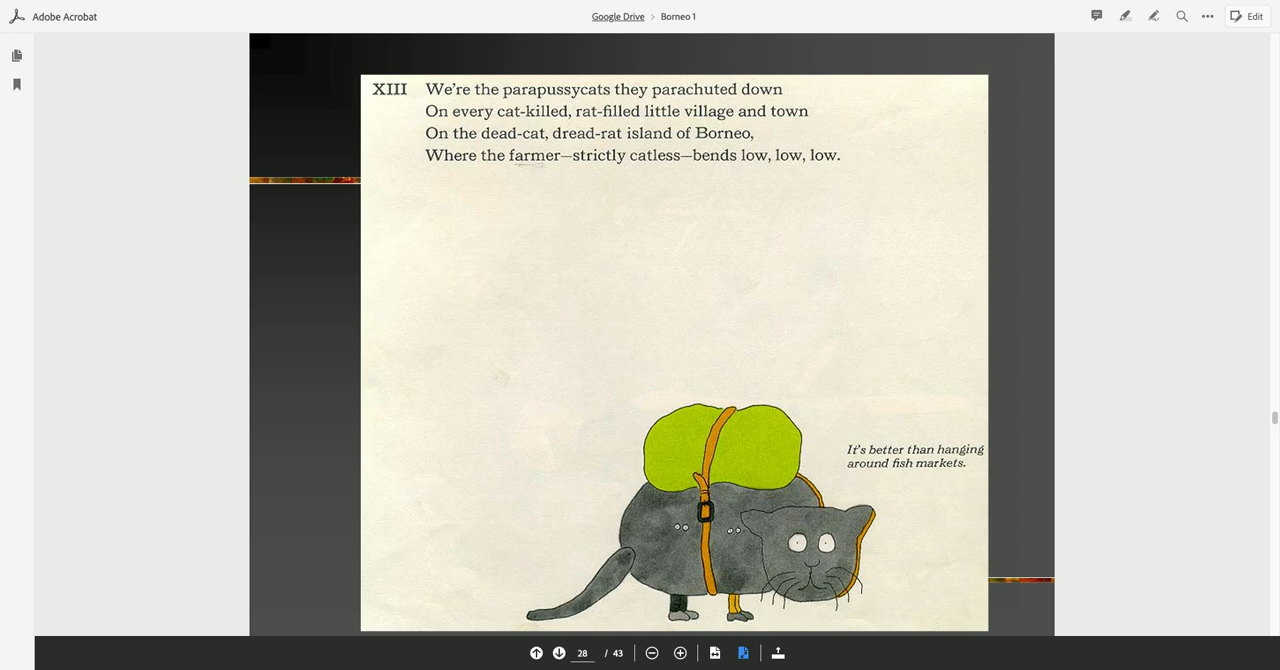 Adobe Acrobat
Google Drive > Borneo 1
Edit
XIII We're the parapussycats they parachuted down
On every cat-killed, rat-filled little village and town
On the dead-cat, dread-rat island of Borneo,
Where the farmer—strictly catless—bends low, low, low.
It's better than hanging
around fish markets.
28 / 43